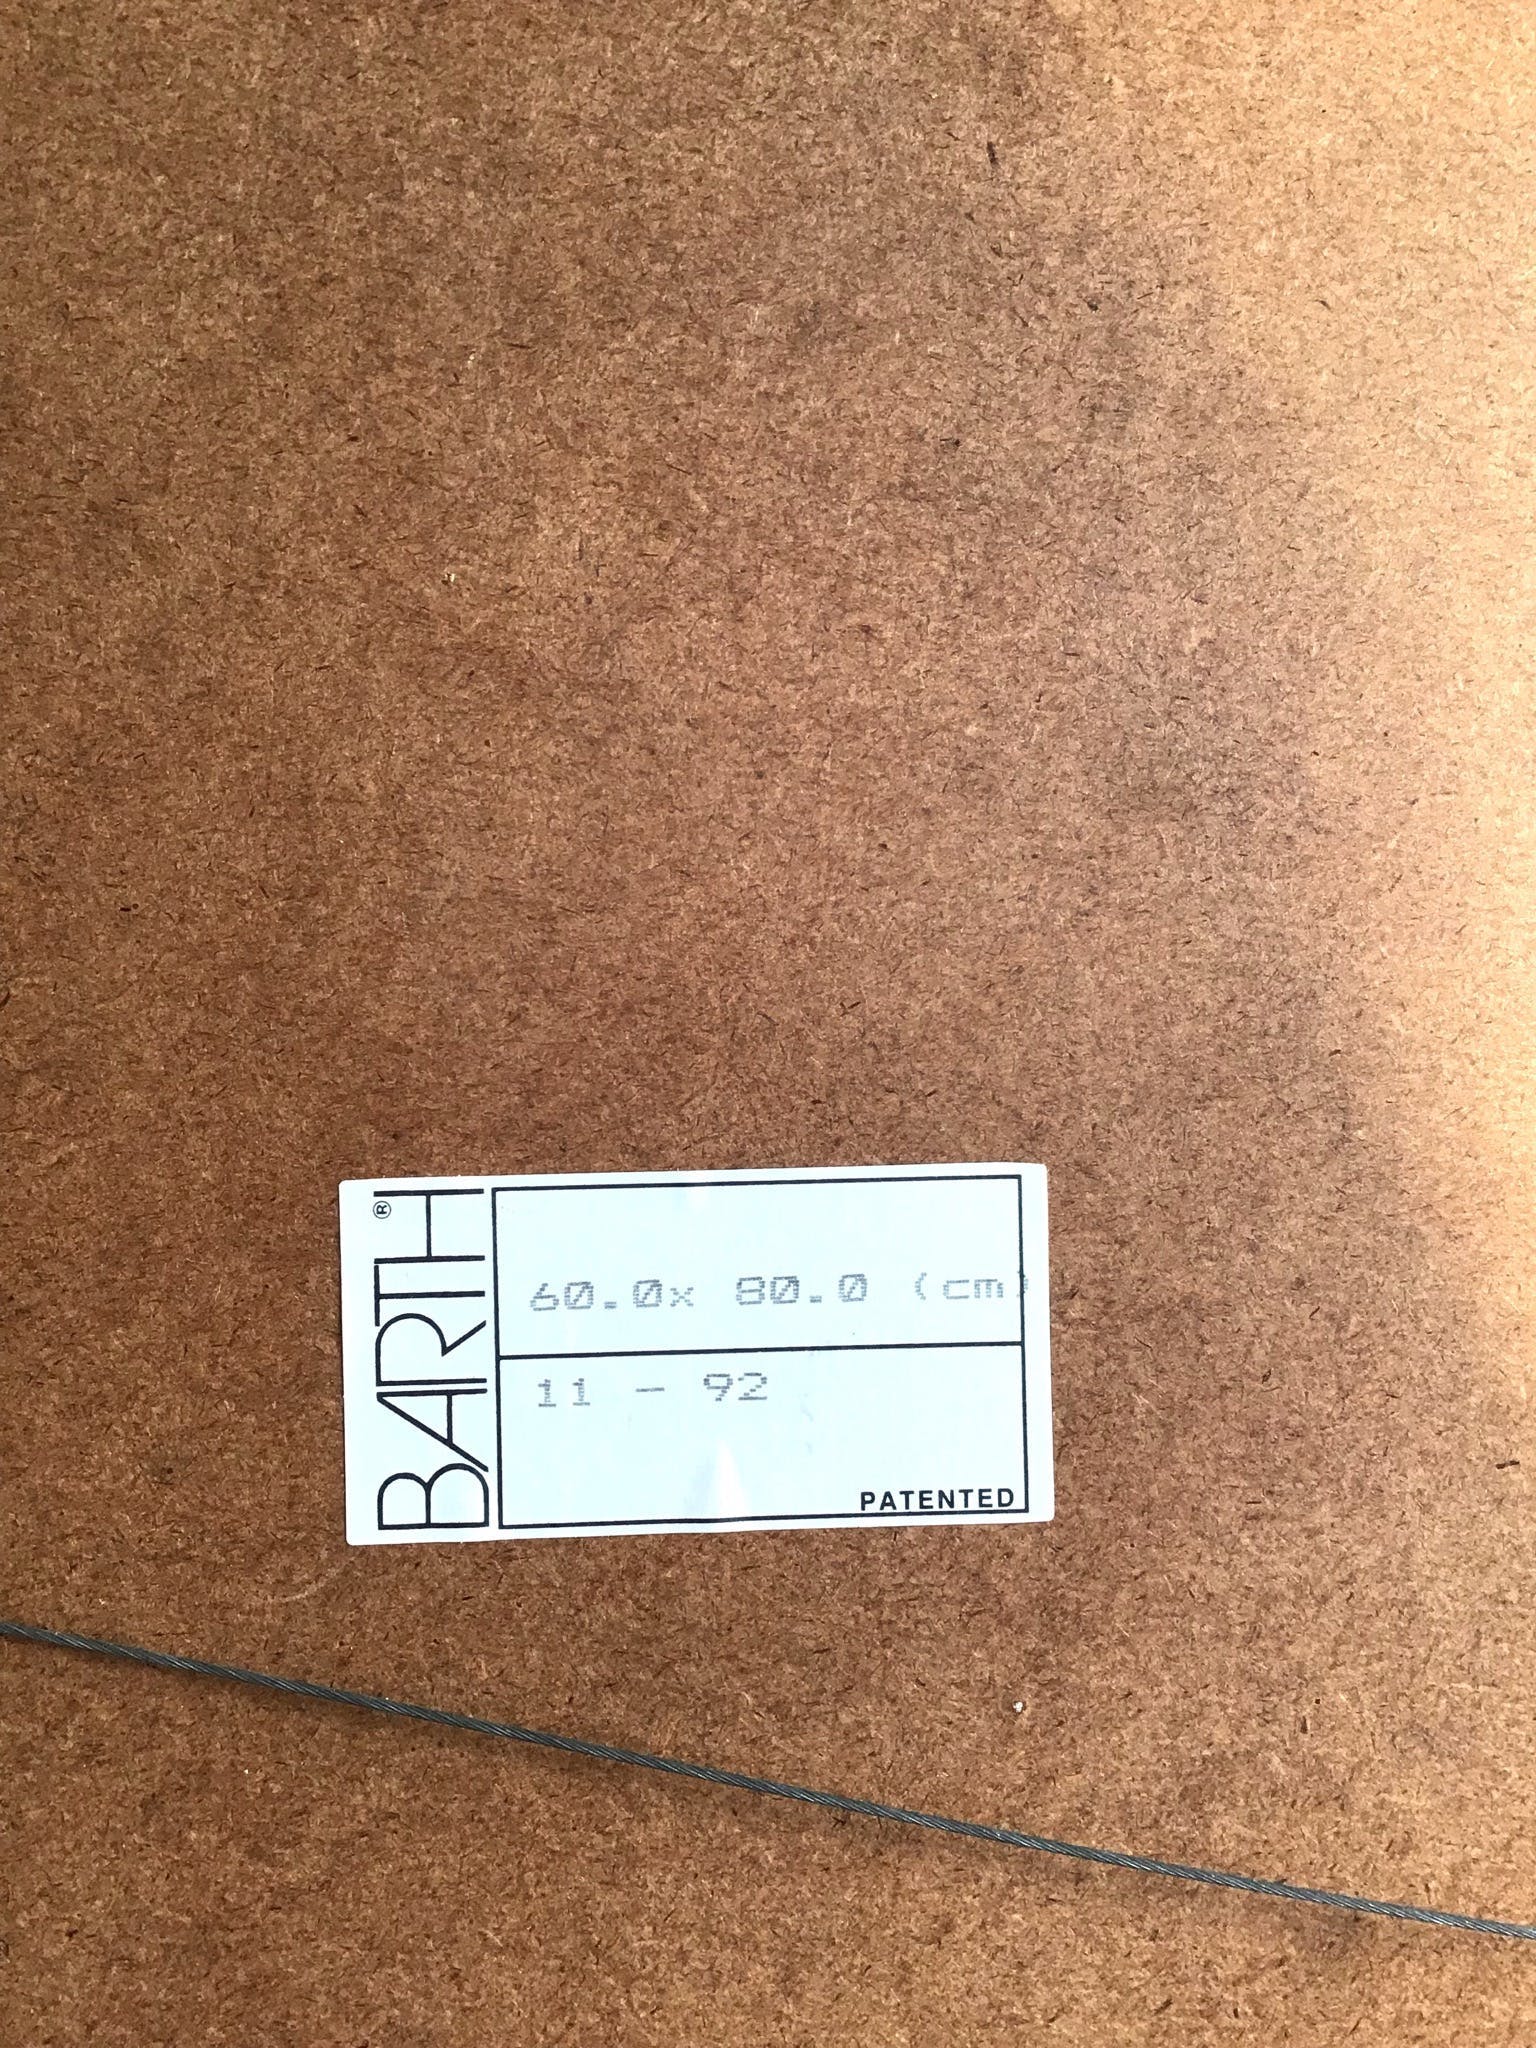 BARTH®
60.0x 80.0 (cm)
11 - 92
PATENTED